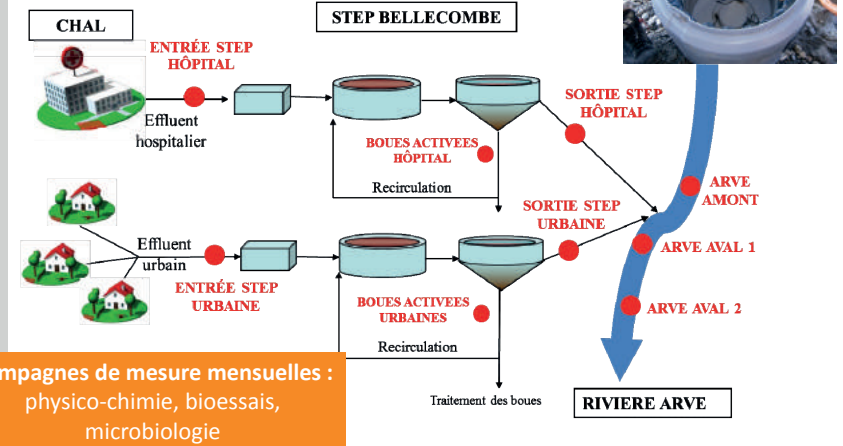 CHAL
STEP BELLECOMBE
ENTRÉE STEP
HÔPITAL
Effluent
hospitalier
BOUES ACTIVEES
HÔPITAL
Recirculation
SORTIE STEP
HÔPITAL
ARVE
AMONT
SORTIE STEP
URBAINE
ARVE AVAL 1
ARVE AVAL 2
Effluent
urbain
ENTRÉE STEP
URBAINE
BOUES ACTIVEES
URBAINES
Recirculation
Traitement des boues
RIVIERE ARVE
mpagnes de mesure mensuelles :
physico-chimie, bioessais,
microbiologie